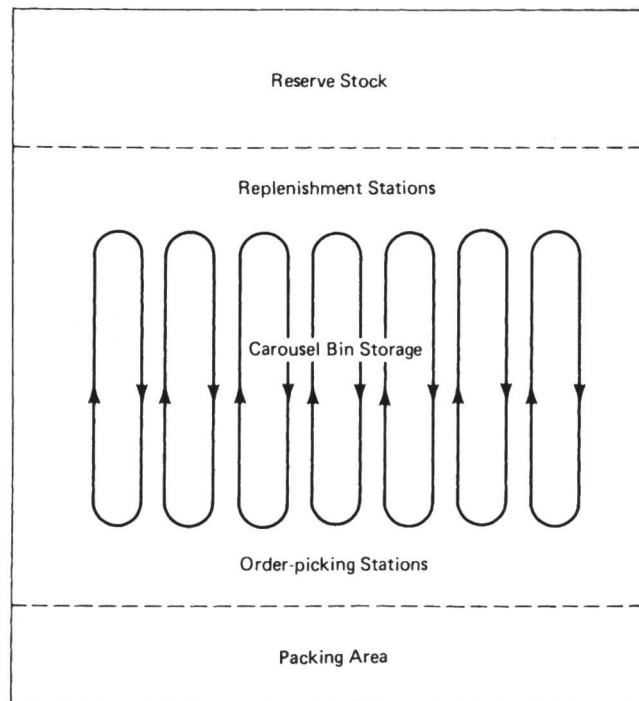 Reserve Stock
Replenishment Stations
Carousel Bin Storage
Order-picking Stations
Packing Area